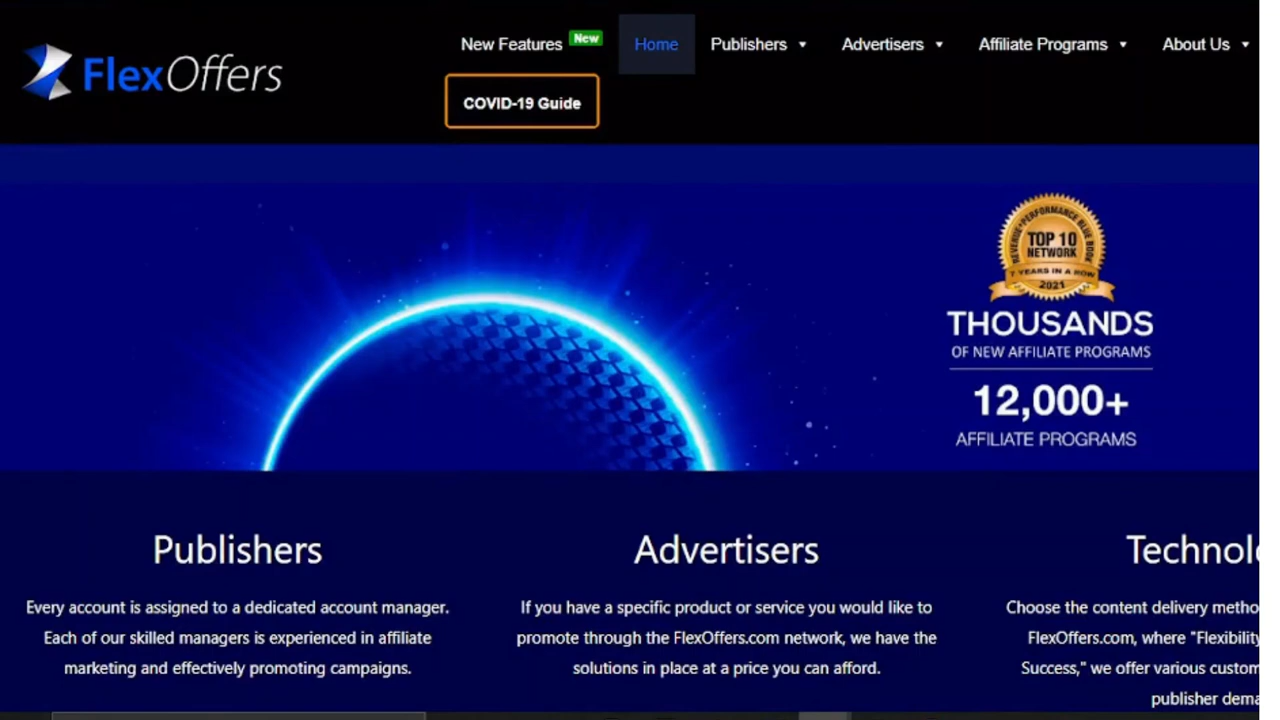 FlexOffers
New Features New
Home
Publishers
Advertisers
Affiliate Programs
About Us
COVID-19 Guide
REVENUE+PERFORMANCE BLUE BOOK
TOP 10
NETWORK
7 YEARS IN A ROW
2021
THOUSANDS
OF NEW AFFILIATE PROGRAMS
12,000+
AFFILIATE PROGRAMS
Publishers
Every account is assigned to a dedicated account manager.
Each of our skilled managers is experienced in affiliate
marketing and effectively promoting campaigns.
Advertisers
If you have a specific product or service you would like to
promote through the FlexOffers.com network, we have the
solutions in place at a price you can afford.
Technol
Choose the content delivery metho
FlexOffers.com, where "Flexibility
Success," we offer various custom
publisher dema